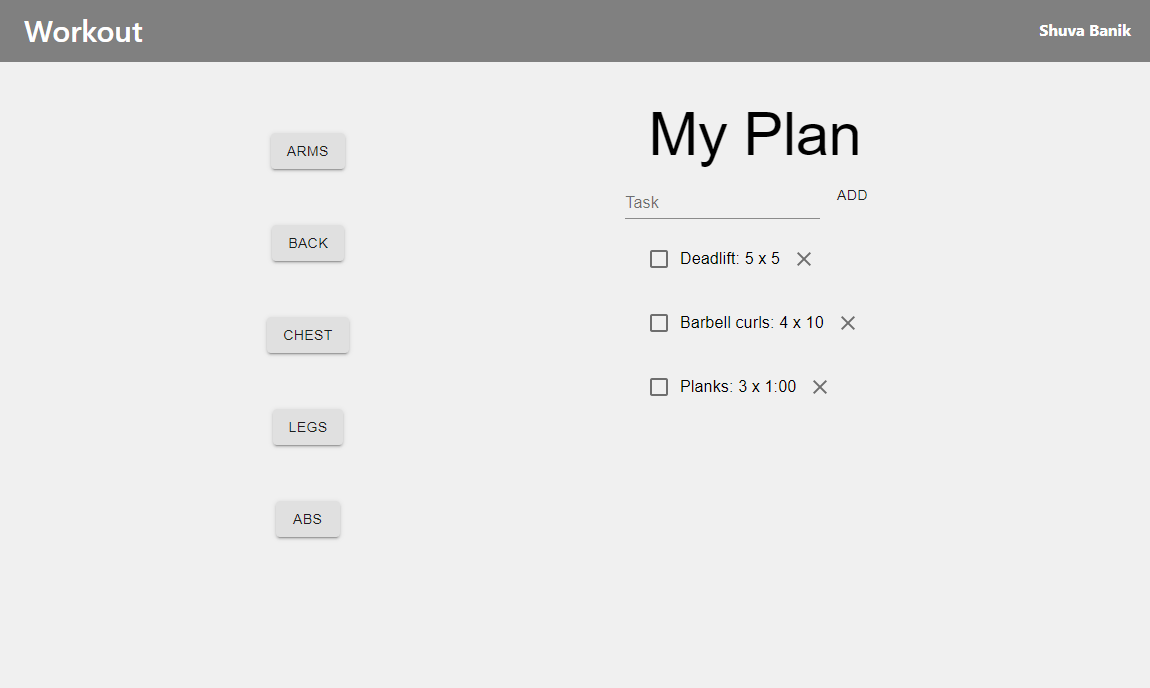 Workout
Shuva Banik
ARMS
BACK
CHEST
LEGS
ABS
My Plan
Task
ADD
Deadlift: 5 x 5
Barbell curls: 4 x 10
Planks: 3 x 1:00